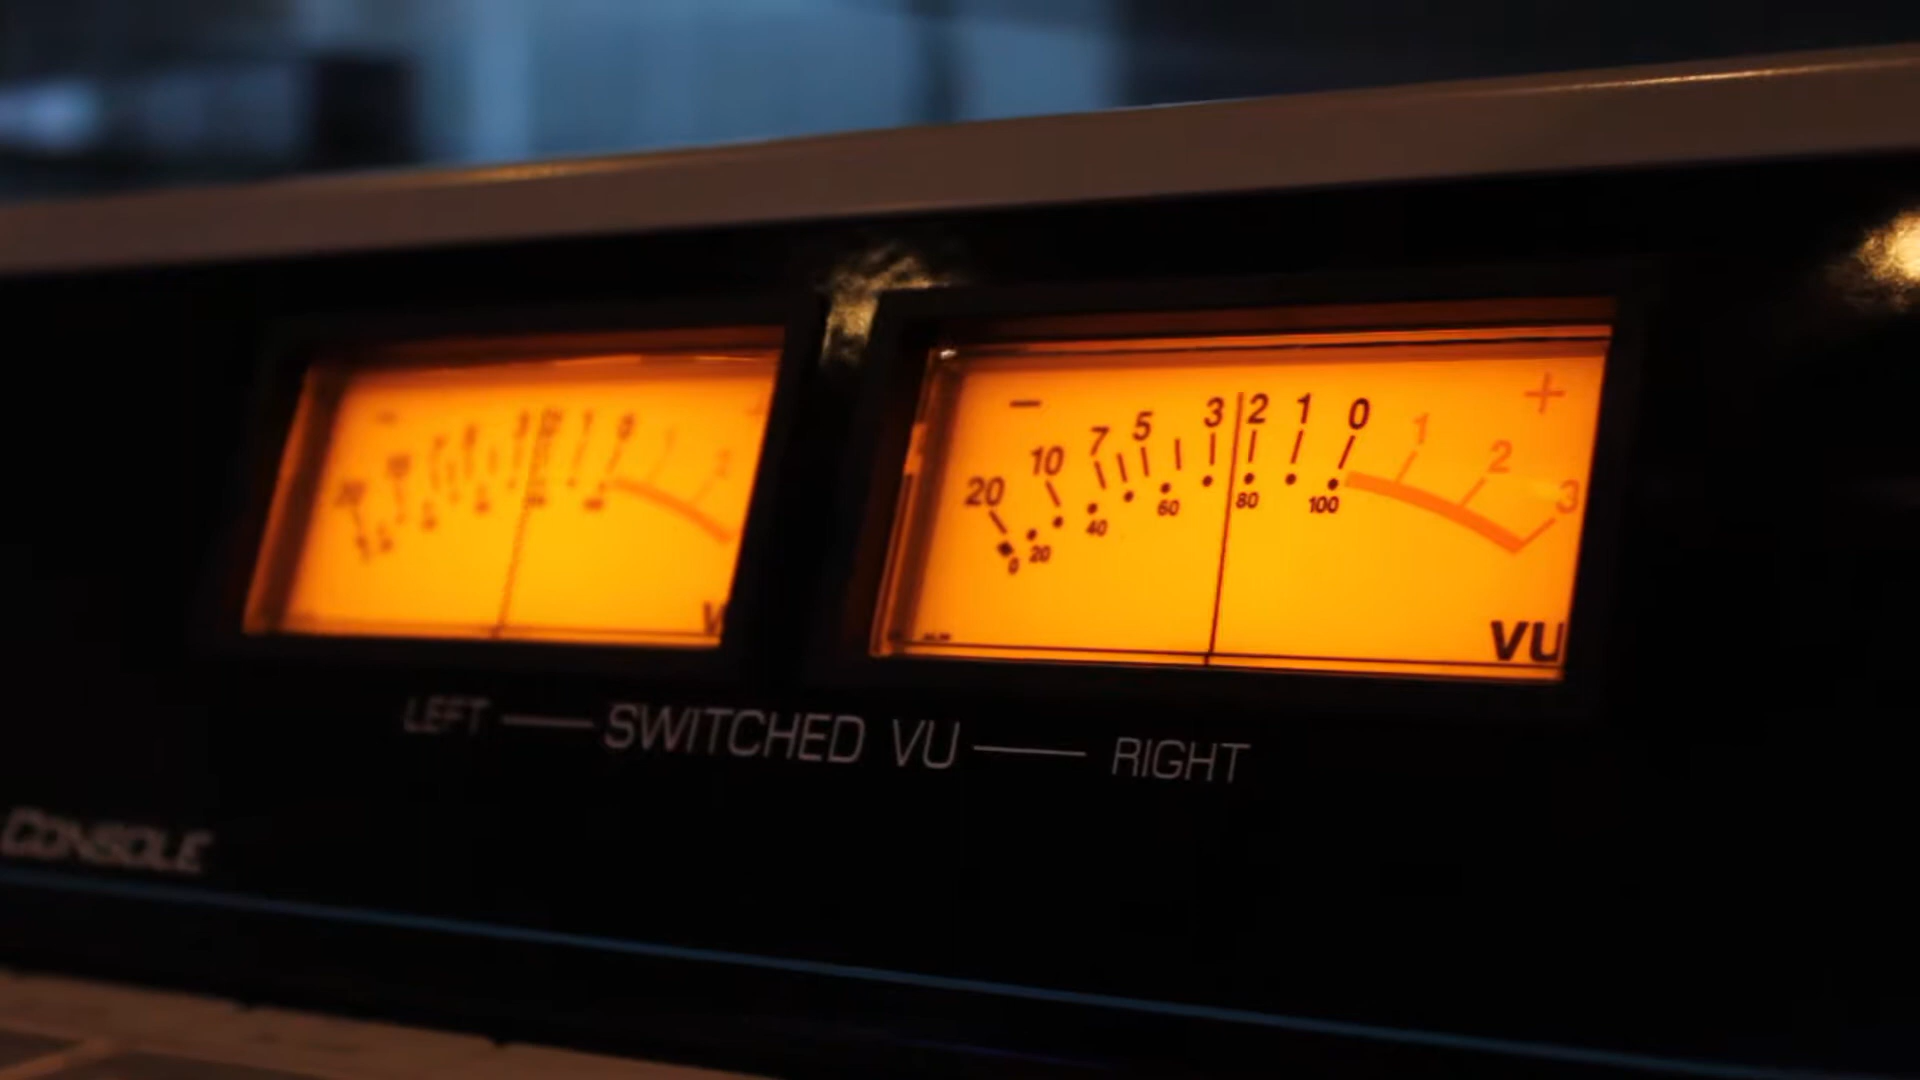 − 20 10 7 5 3 2 1 0 1 2 3 +
0 20 40 60 80 100
VU
LEFT — SWITCHED VU — RIGHT
CONSOLE